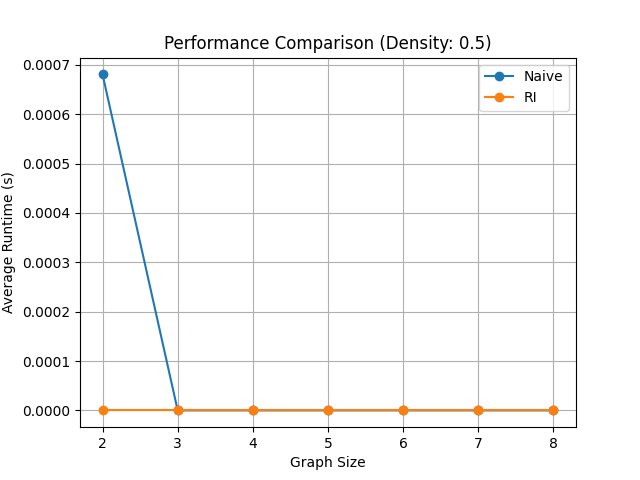 Performance Comparison (Density: 0.5)
Naive
RI
Average Runtime (s)
0.0007
0.0006
0.0005
0.0004
0.0003
0.0002
0.0001
0.0000
2 3 4 5 6 7 8
Graph Size